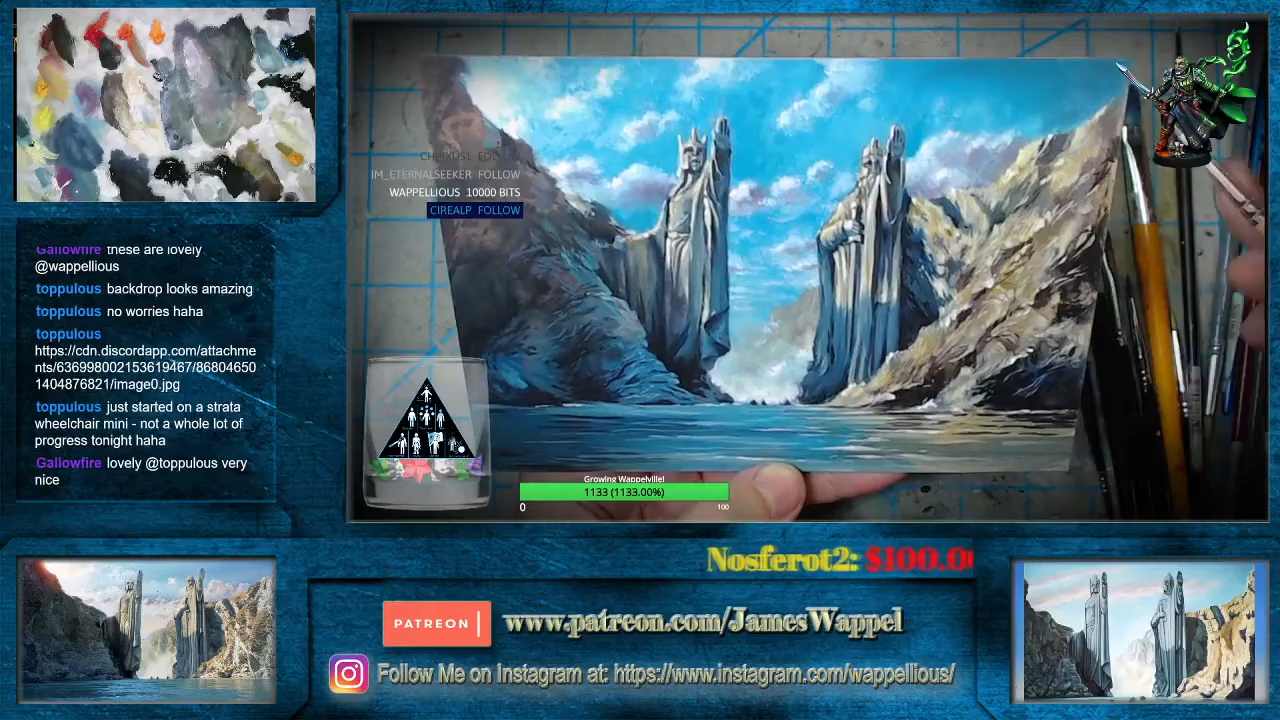 Gallowfire these are lovely
@wappellious
toppulous backdrop looks amazing
toppulous no worries haha
toppulous
https://cdn.discordapp.com/attachme
nts/636998002153619467/86804650
1404876821/image0.jpg
toppulous just started on a strata
wheelchair mini - not a whole lot of
progress tonight haha
Gallowfire lovely @toppulous very
nice
IM_ETERNALSEEKER FOLLOW
WAPPELLIOUS 10000 BITS
CIREALP FOLLOW
Growing Wappelville!
1133 (1133.00%)
0
100
Nosferot2: $100.0
PATREON
www.patreon.com/JamesWappel
Follow Me on Instagram at: https://www.instagram.com/wappellious/